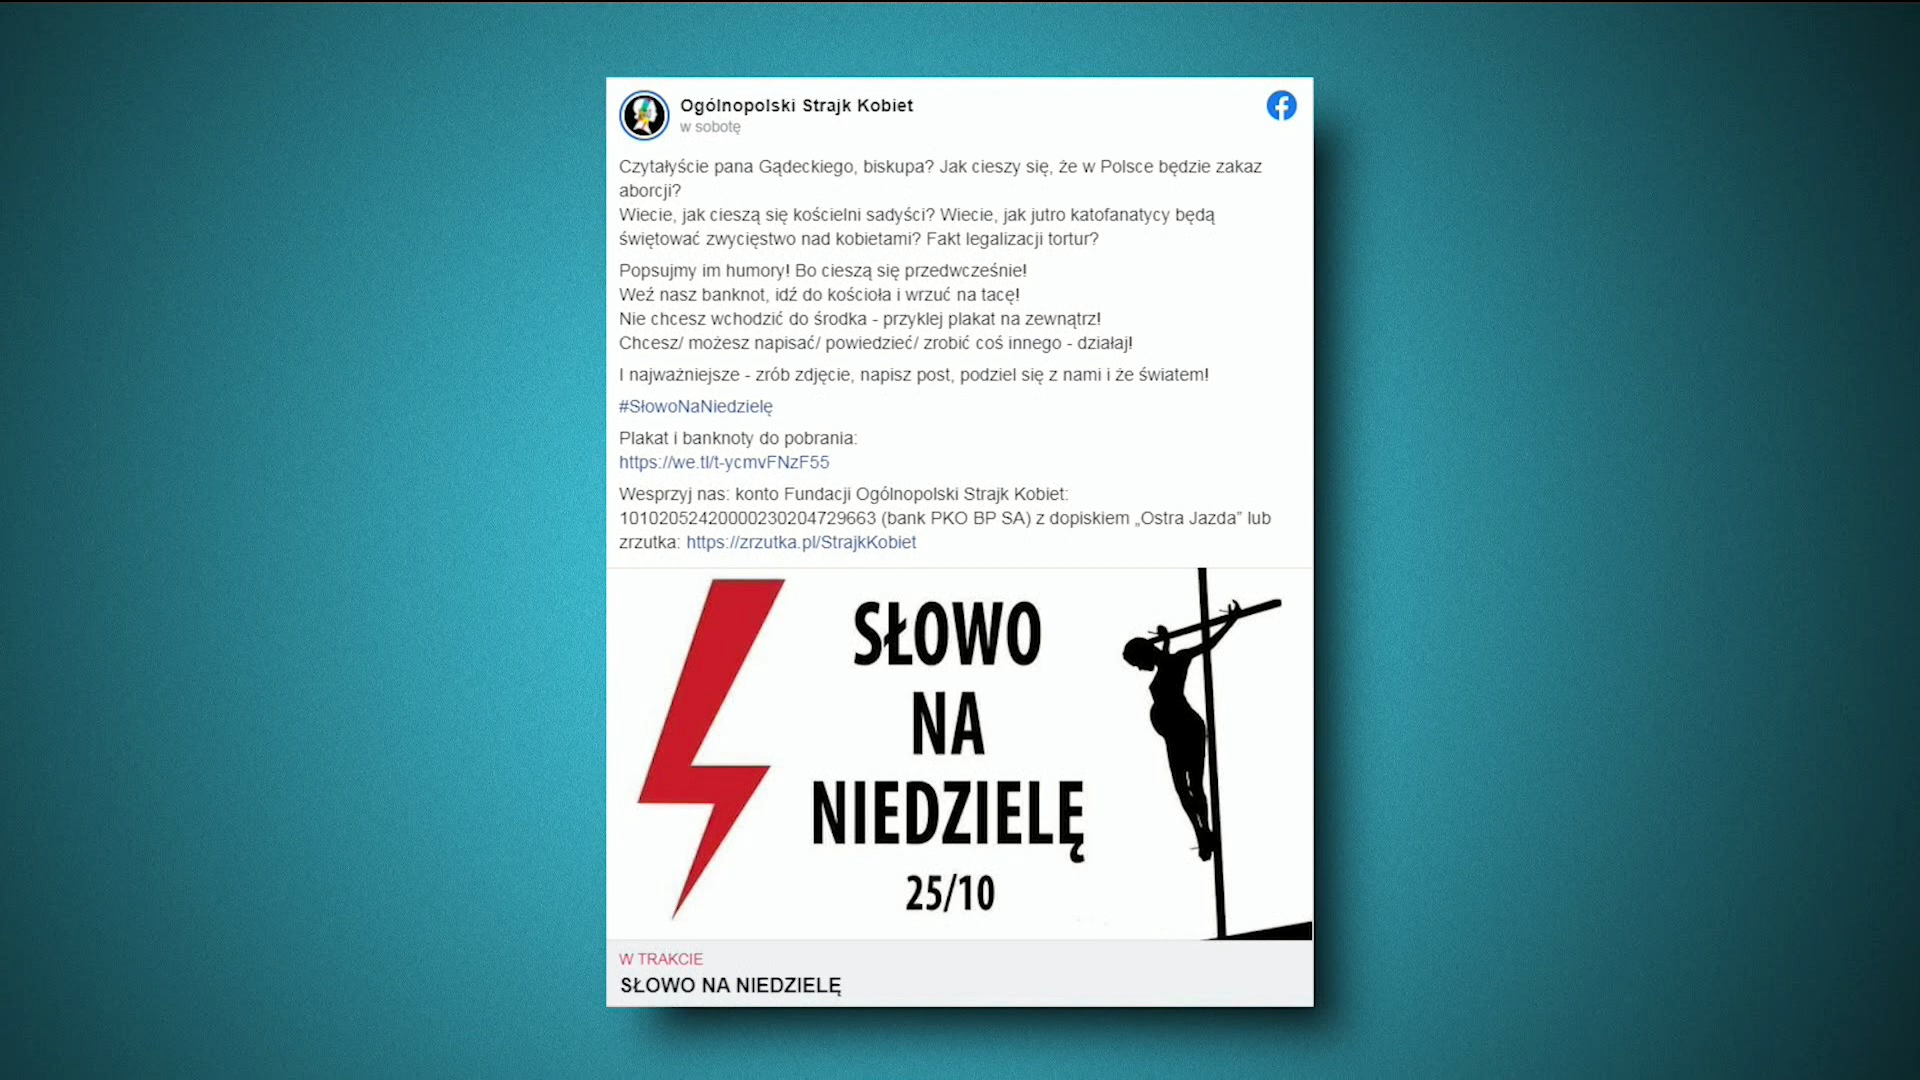 Ogólnopolski Strajk Kobiet
w sobotę
Czytałyście pana Gądeckiego, biskupa? Jak cieszy się, że w Polsce będzie zakaz
aborcji?
Wiecie, jak cieszą się kościelni sadyści? Wiecie, jak jutro katofanatycy będą
świętować zwycięstwo nad kobietami? Fakt legalizacji tortur?
Popsujmy im humory! Bo cieszą się przedwcześnie!
Weź nasz banknot, idź do kościoła i wrzuć na tacę!
Nie chcesz wchodzić do środka - przyklej plakat na zewnątrz!
Chcesz/ możesz napisać/ powiedzieć/ zrobić coś innego - działaj!
I najważniejsze - zrób zdjęcie, napisz post, podziel się z nami i że światem!
#SłowoNaNiedzielę
Plakat i banknoty do pobrania:
https://we.tl/t-ycmvFNzF55
Wesprzyj nas: konto Fundacji Ogólnopolski Strajk Kobiet:
10102052420000230204729663 (bank PKO BP SA) z dopiskiem „Ostra Jazda” lub
zrzutka: https://zrzutka.pl/StrajkKobiet
SŁOWO
NA
NIEDZIELĘ
25/10
W TRAKCIE
SŁOWO NA NIEDZIELĘ